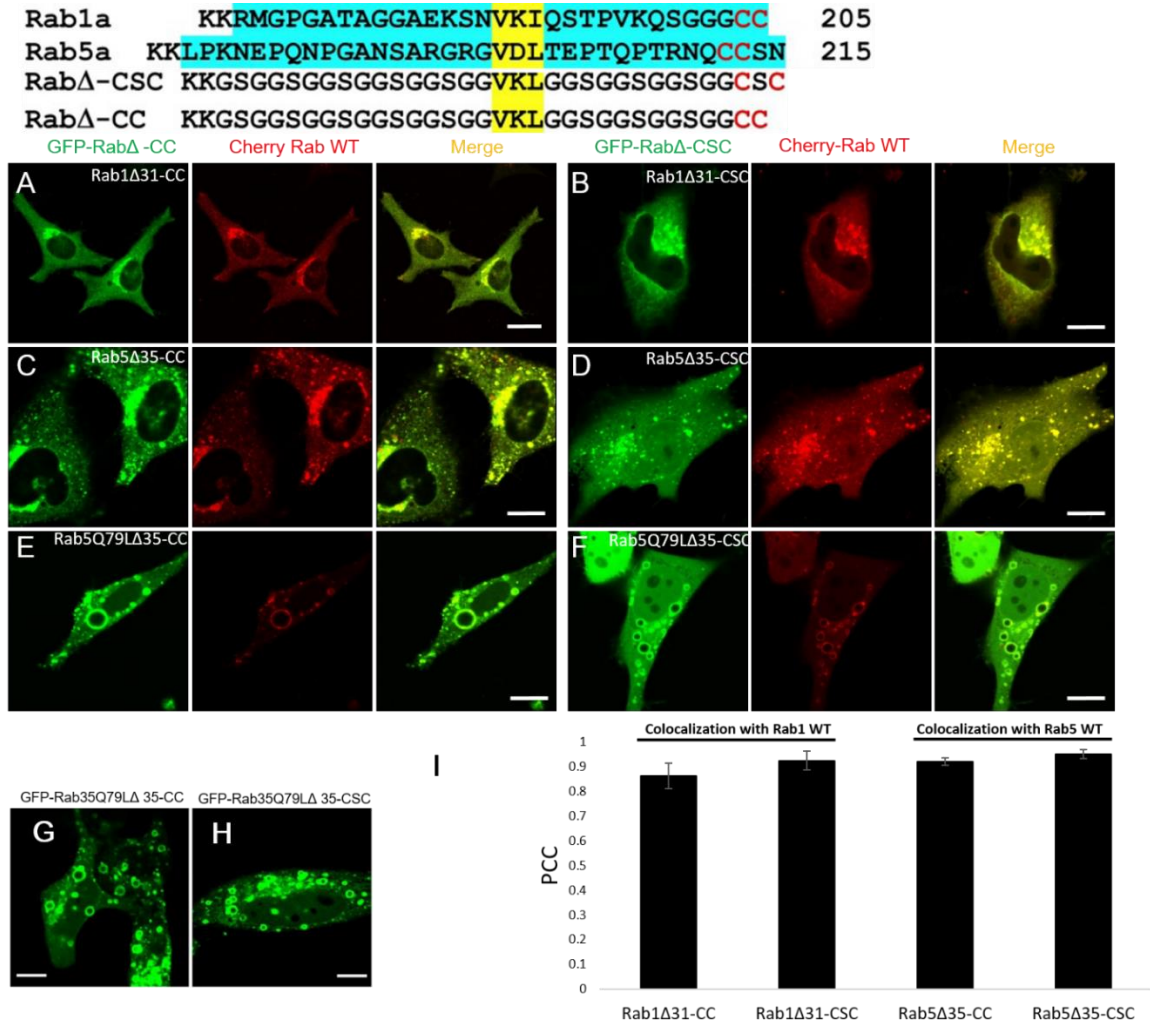 Rab1a KKRMGPGATAGGAEKSNVKIQSTPVKQSGGGCC 205
Rab5a KKLPKNEPQNPGANSARGRGVDLTEPTQPTRNQCCSN 215
RabΔ-CSC KKGSGGSGGSGGSGGSGGVKLGGSGGSGGSGGCSC
RabΔ-CC KKGSGGSGGSGGSGGSGGVKLGGSGGSGGSGGCC
GFP-RabΔ -CC Cherry Rab WT Merge GFP-RabΔ-CSC Cherry-Rab WT Merge
A Rab1Δ31-CC B Rab1Δ31-CSC
C Rab5Δ35-CC D Rab5Δ35-CSC
E Rab5Q79LΔ35-CC F Rab5Q79LΔ35-CSC
GFP-Rab35Q79LΔ 35-CC GFP-Rab35Q79LΔ 35-CSC
G H
I
Colocalization with Rab1 WT Colocalization with Rab5 WT
PCC
1
0.9
0.8
0.7
0.6
0.5
0.4
0.3
0.2
0.1
0
Rab1Δ31-CC Rab1Δ31-CSC Rab5Δ35-CC Rab5Δ35-CSC